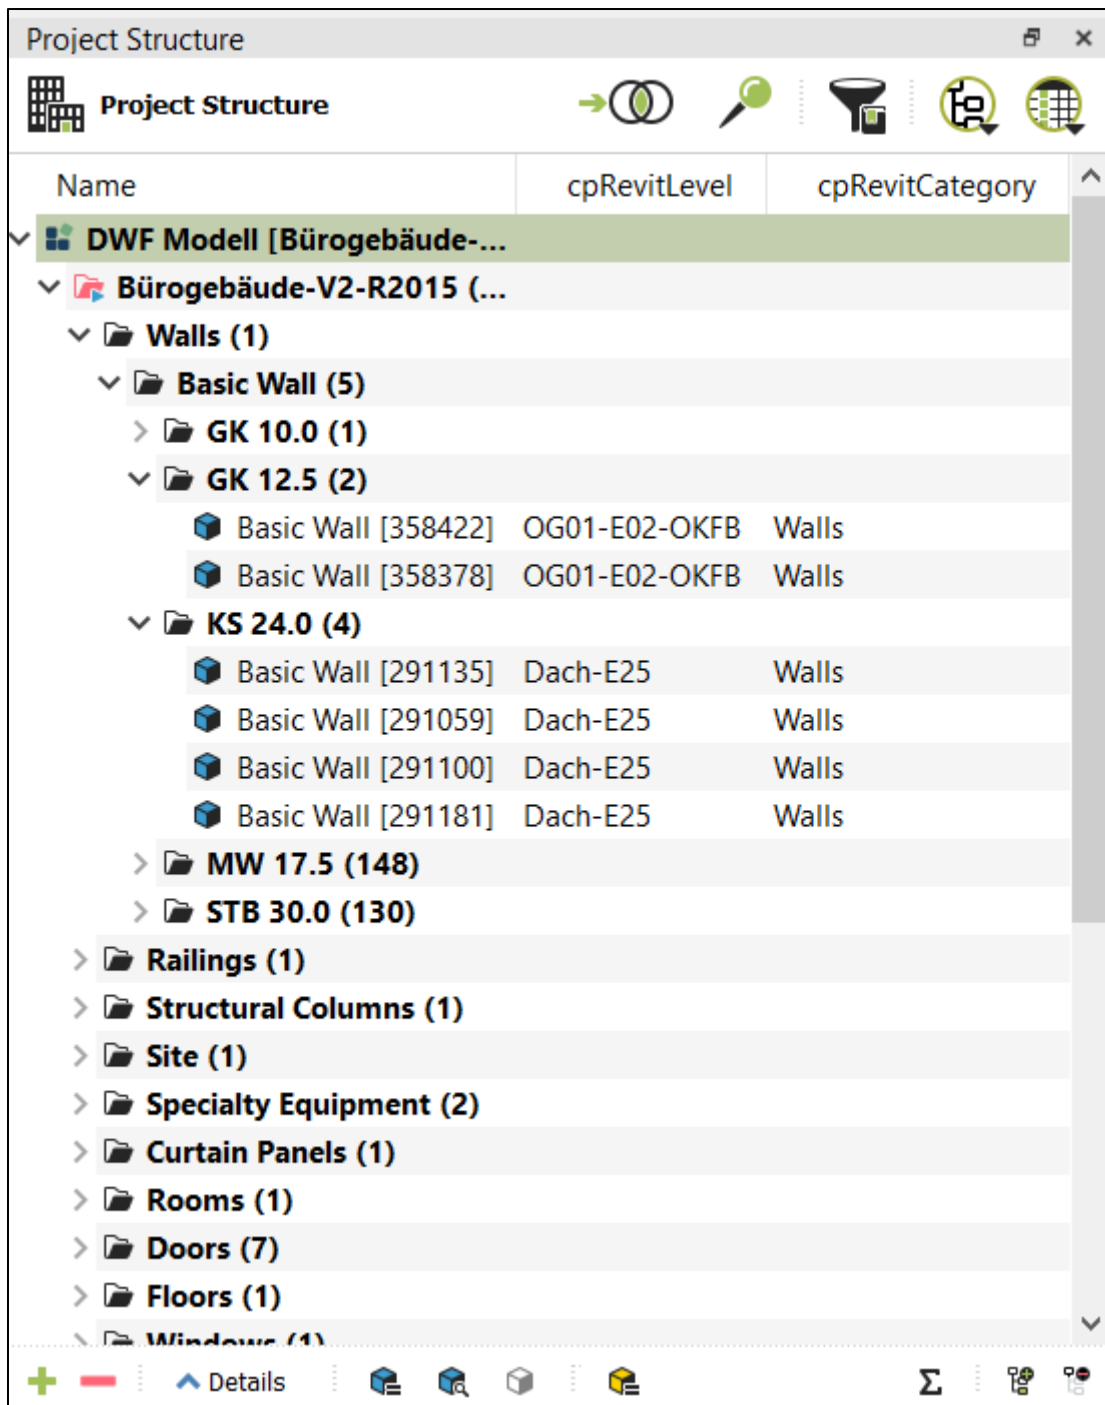 Project Structure
Project Structure
Name cpRevitLevel cpRevitCategory
DWF Modell [Bürogebäude-...
Bürogebäude-V2-R2015 (...
Walls (1)
Basic Wall (5)
GK 10.0 (1)
GK 12.5 (2)
Basic Wall [358422] OG01-E02-OKFB Walls
Basic Wall [358378] OG01-E02-OKFB Walls
KS 24.0 (4)
Basic Wall [291135] Dach-E25 Walls
Basic Wall [291059] Dach-E25 Walls
Basic Wall [291100] Dach-E25 Walls
Basic Wall [291181] Dach-E25 Walls
MW 17.5 (148)
STB 30.0 (130)
Railings (1)
Structural Columns (1)
Site (1)
Specialty Equipment (2)
Curtain Panels (1)
Rooms (1)
Doors (7)
Floors (1)
Windows (1)
Details